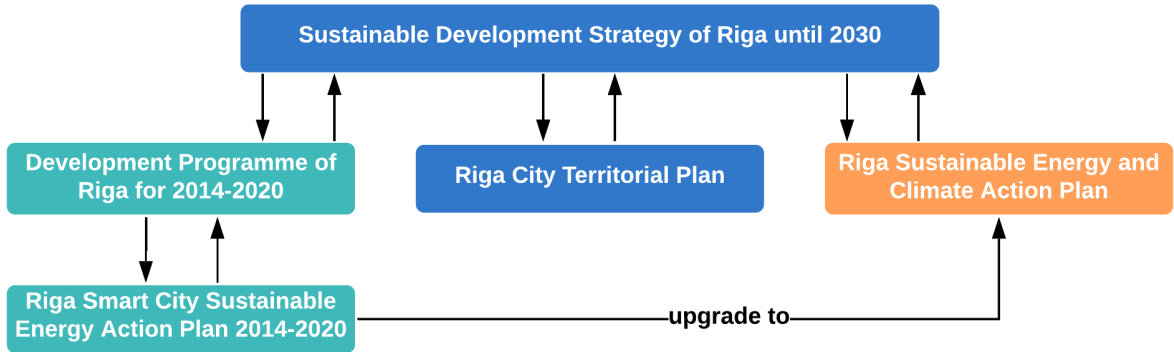 Sustainable Development Strategy of Riga until 2030
Development Programme of
Riga for 2014-2020
Riga City Territorial Plan
Riga Sustainable Energy and
Climate Action Plan
Riga Smart City Sustainable
Energy Action Plan 2014-2020
upgrade to